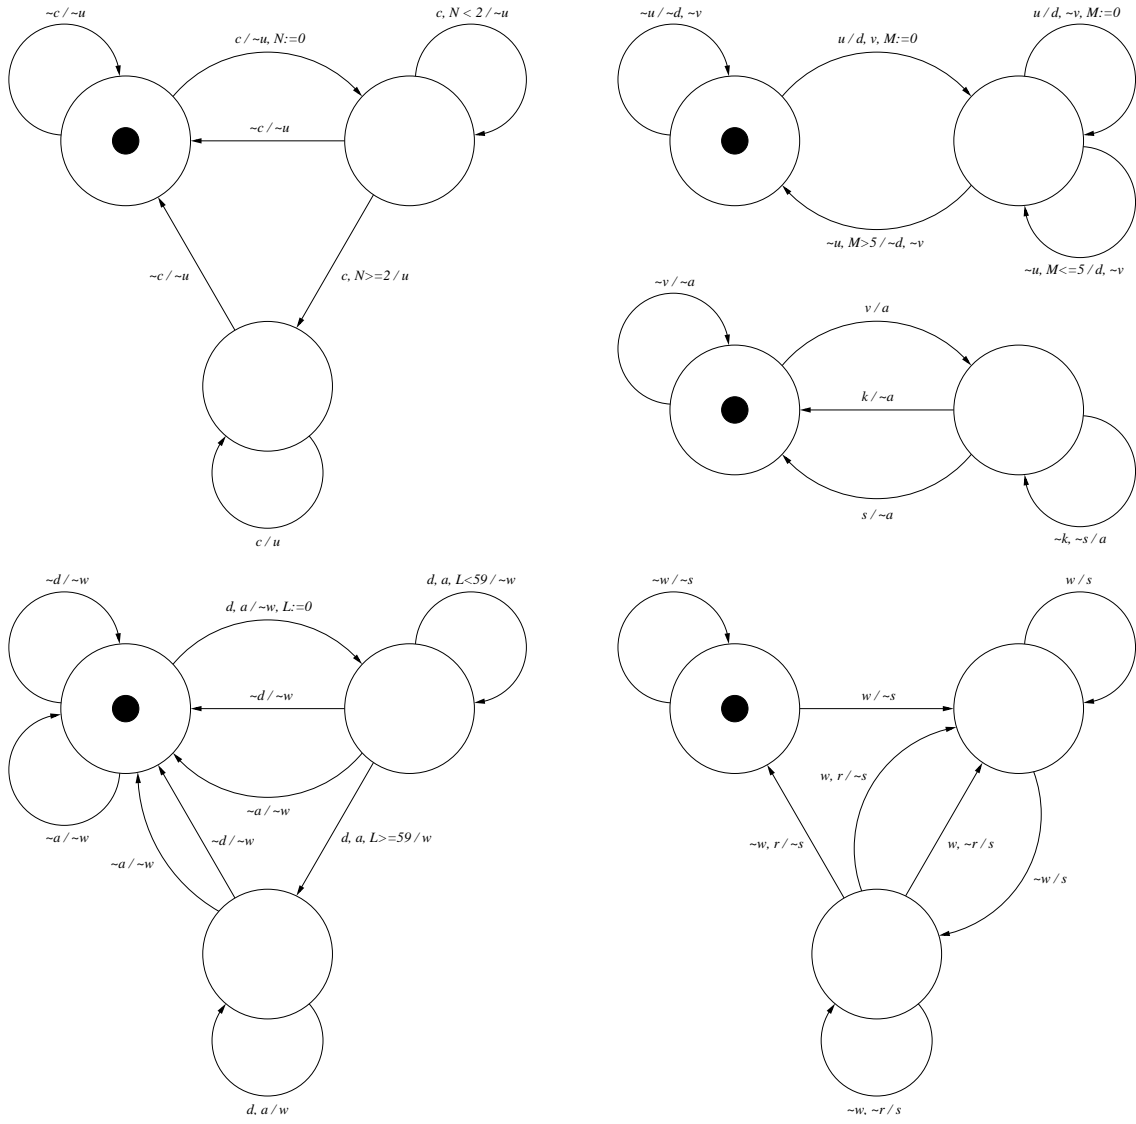 ~c / ~u
c, N < 2 / ~u
c / ~u, N:=0
~c / ~u
~c / ~u
c, N>=2 / u
c / u
~u / ~d, ~v
u / d, ~v, M:=0
u / d, v, M:=0
~u, M>5 / ~d, ~v
~u, M<=5 / d, ~v
~v / ~a
v / a
k / ~a
s / ~a
~k, ~s / a
~d / ~w
d, a, L<59 / ~w
d, a / ~w, L:=0
~d / ~w
~a / ~w
~a / ~w
~d / ~w
d, a, L>=59 / w
~a / ~w
d, a / w
~w / ~s
w / s
w / ~s
w, r / ~s
~w, r / ~s
w, ~r / s
~w / s
~w, ~r / s